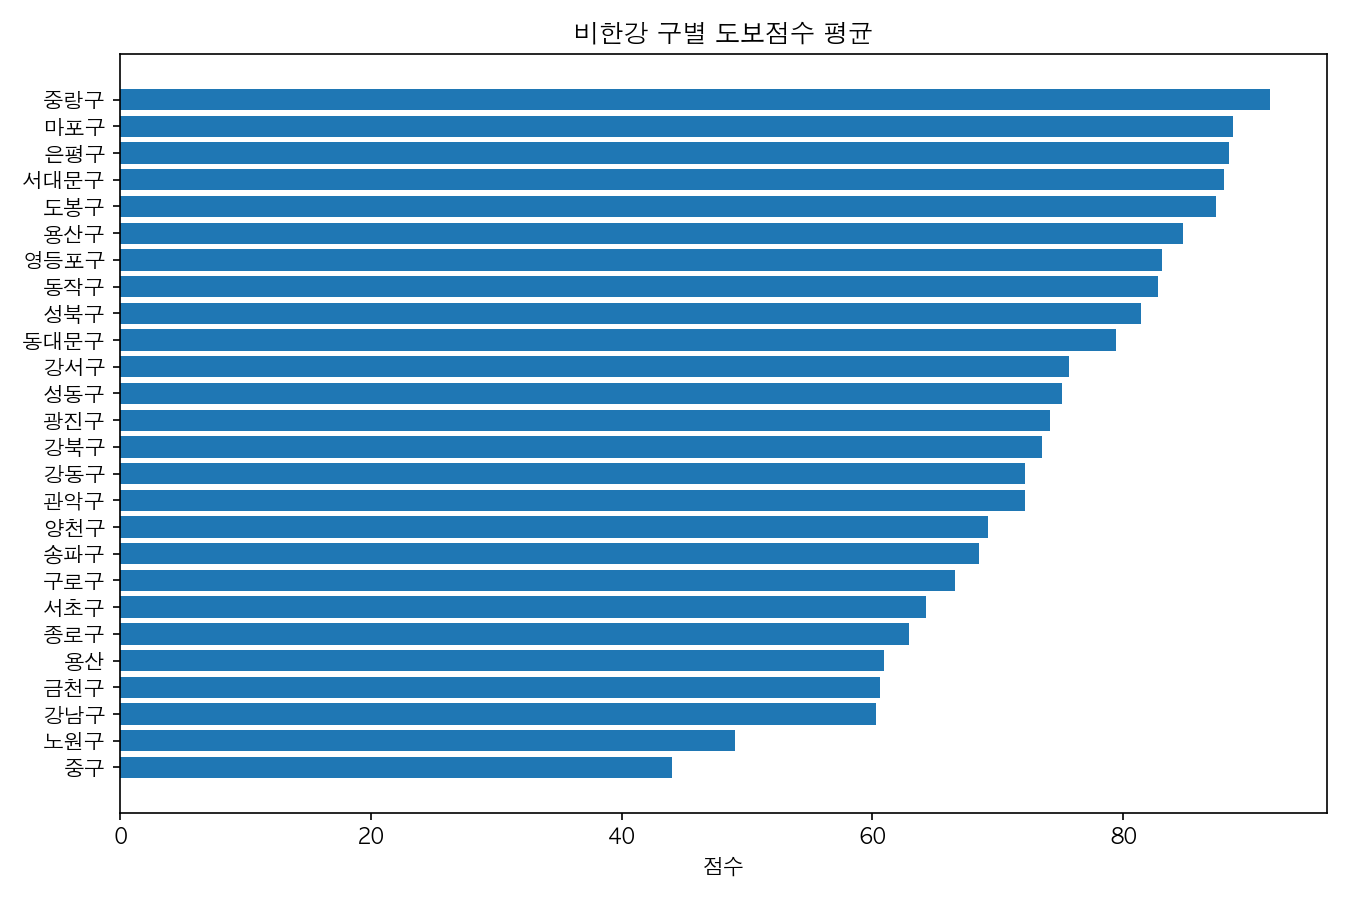 비한강 구별 도보점수 평균
중랑구
마포구
은평구
서대문구
도봉구
용산구
영등포구
동작구
성북구
동대문구
강서구
성동구
광진구
강북구
강동구
관악구
양천구
송파구
구로구
서초구
종로구
용산
금천구
강남구
노원구
중구
0 20 40 60 80
점수